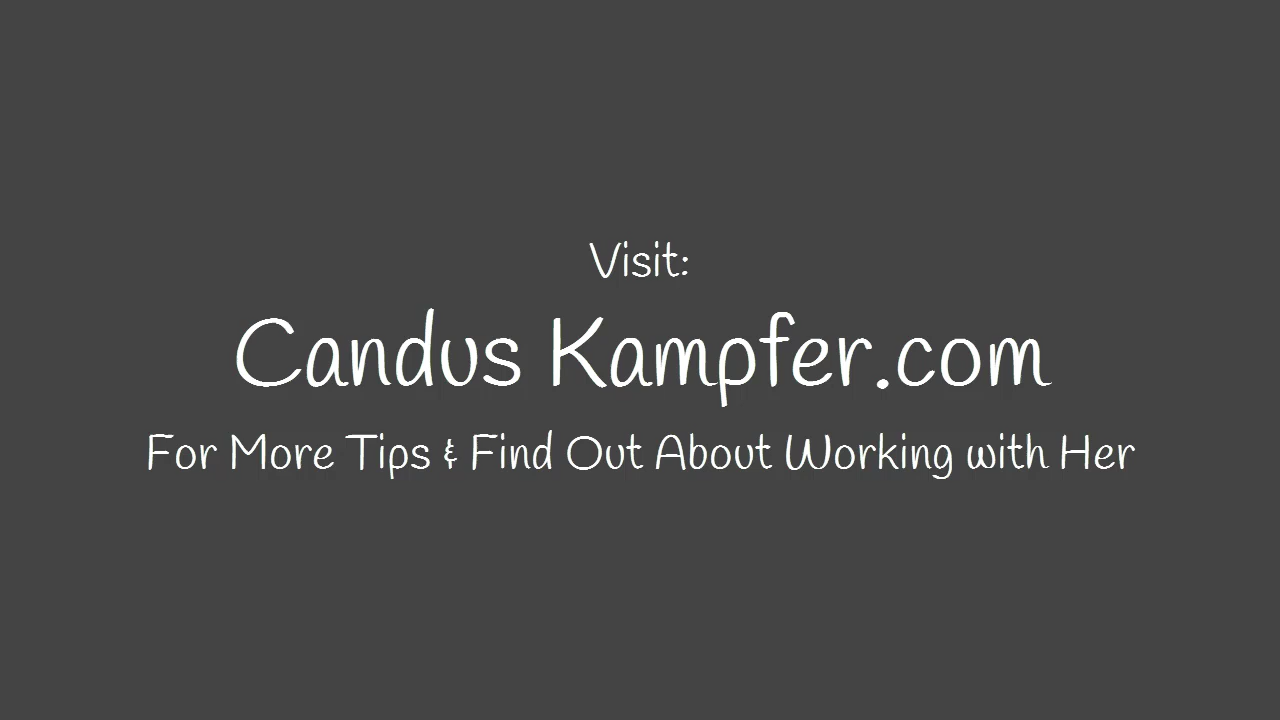 Visit:
Candus Kampfer.com
For More Tips & Find Out About Working with Her